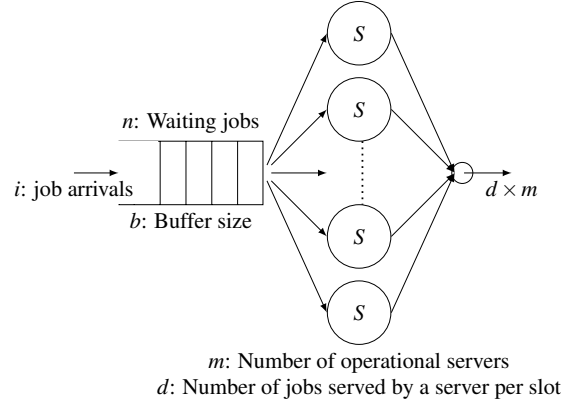 S
n: Waiting jobs
S
i: job arrivals
d × m
b: Buffer size
S
S
m: Number of operational servers
d: Number of jobs served by a server per slot